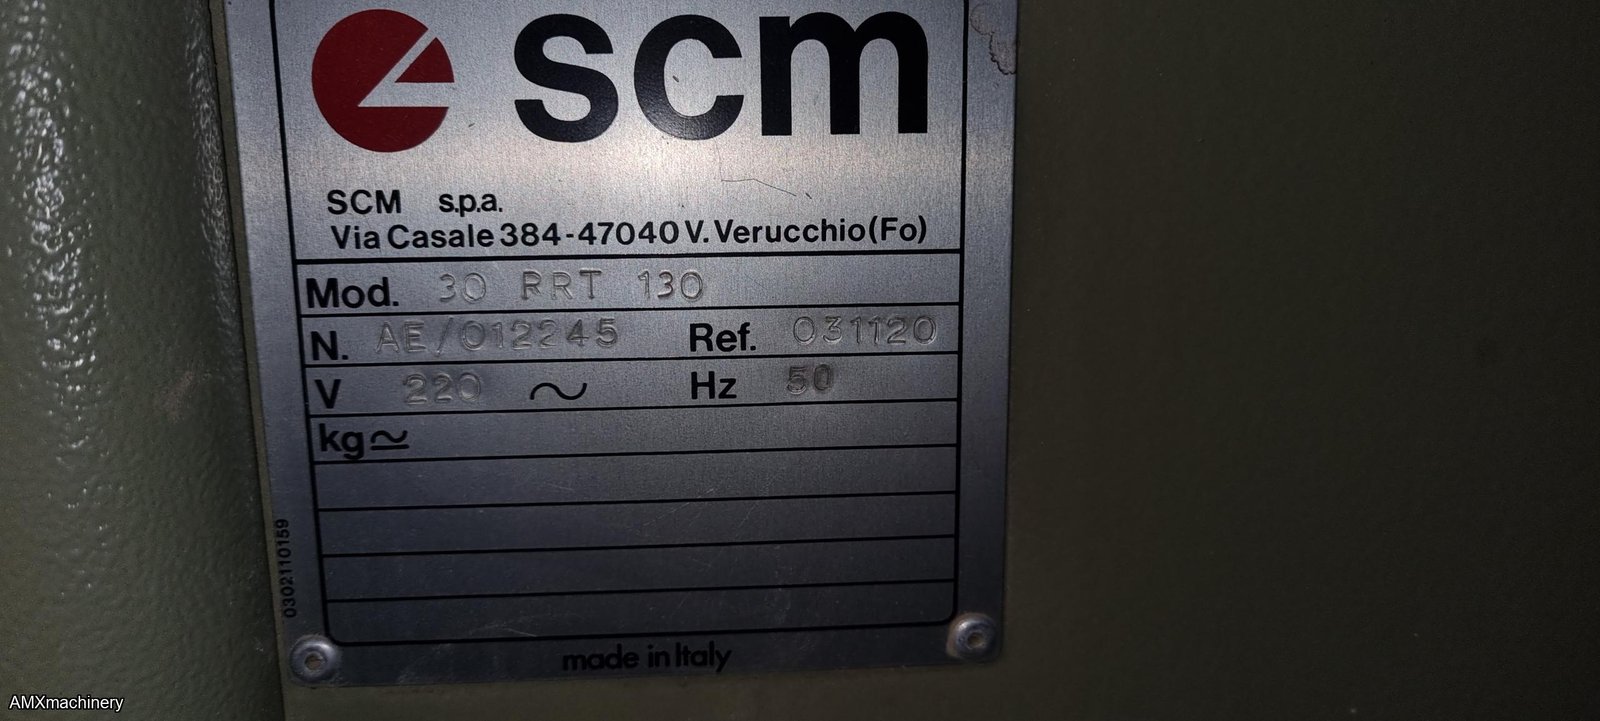 scm
SCM s.p.a.
Via Casale 384-47040 V. Verucchio (Fo)
Mod. 30 RRT 130
N. AE/012245 Ref. 031120
V 220 ~ Hz 50
kg≃
0302110159
made in Italy
AMXmachinery